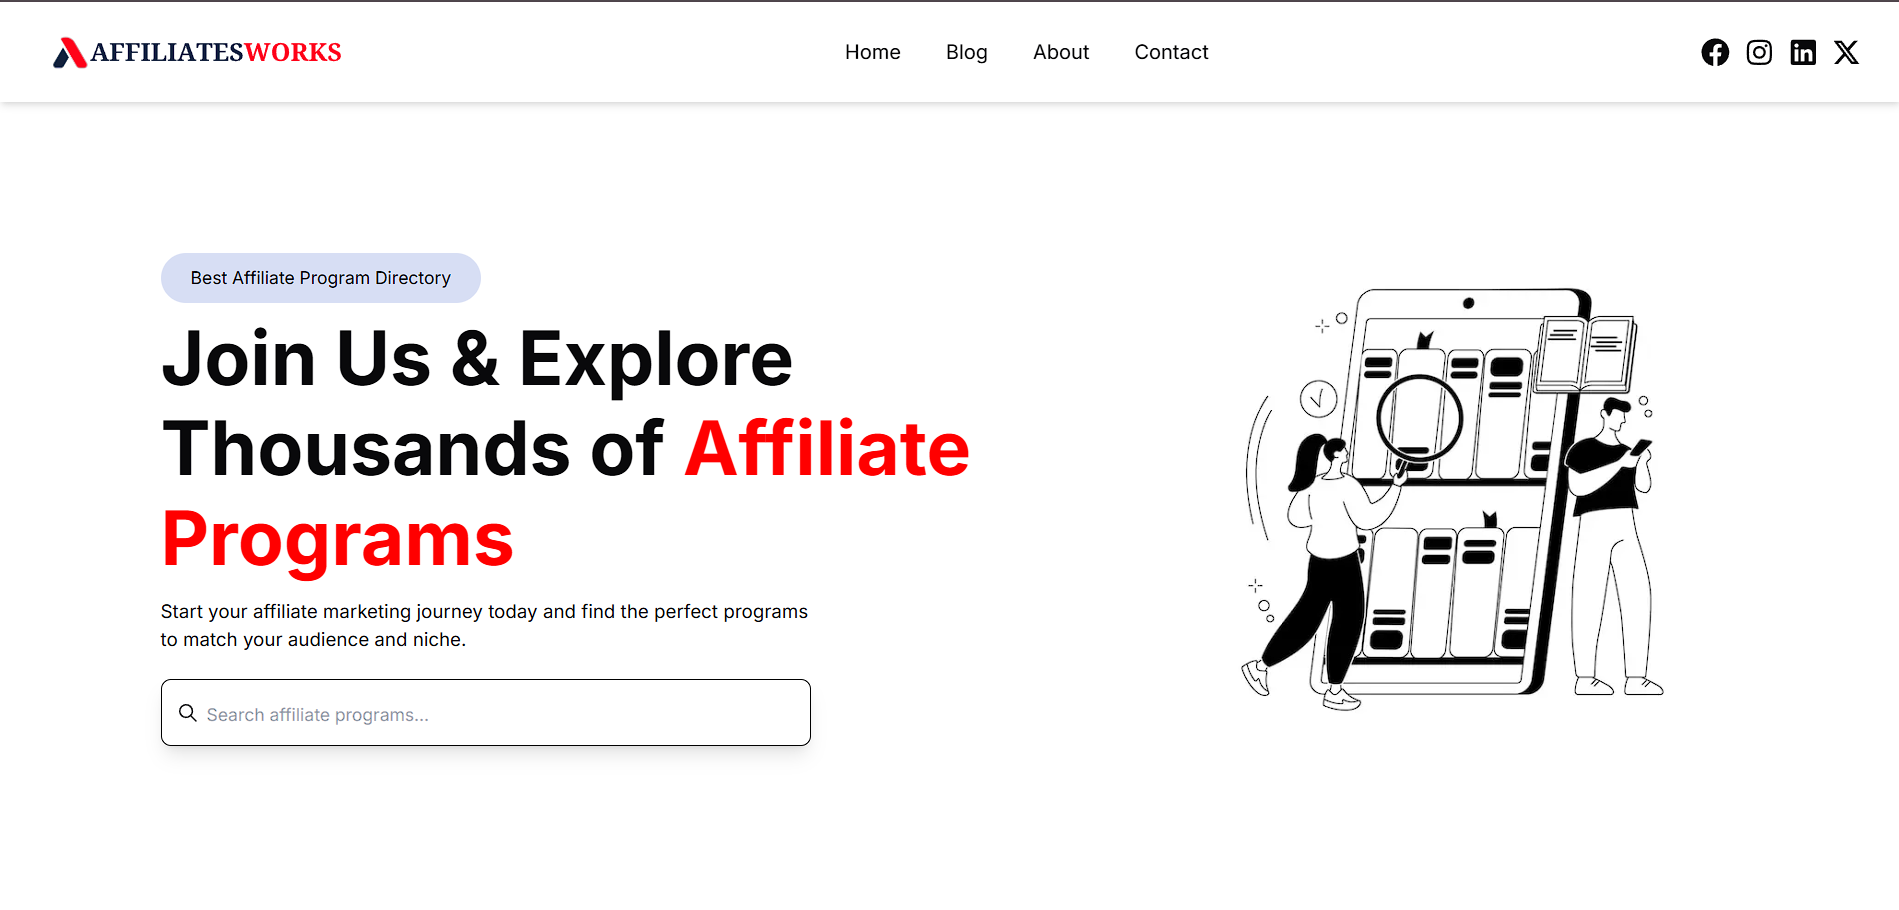 AFFILIATESWORKS
Home
Blog
About
Contact
Best Affiliate Program Directory
Join Us & Explore
Thousands of Affiliate
Programs
Start your affiliate marketing journey today and find the perfect programs
to match your audience and niche.
Search affiliate programs...